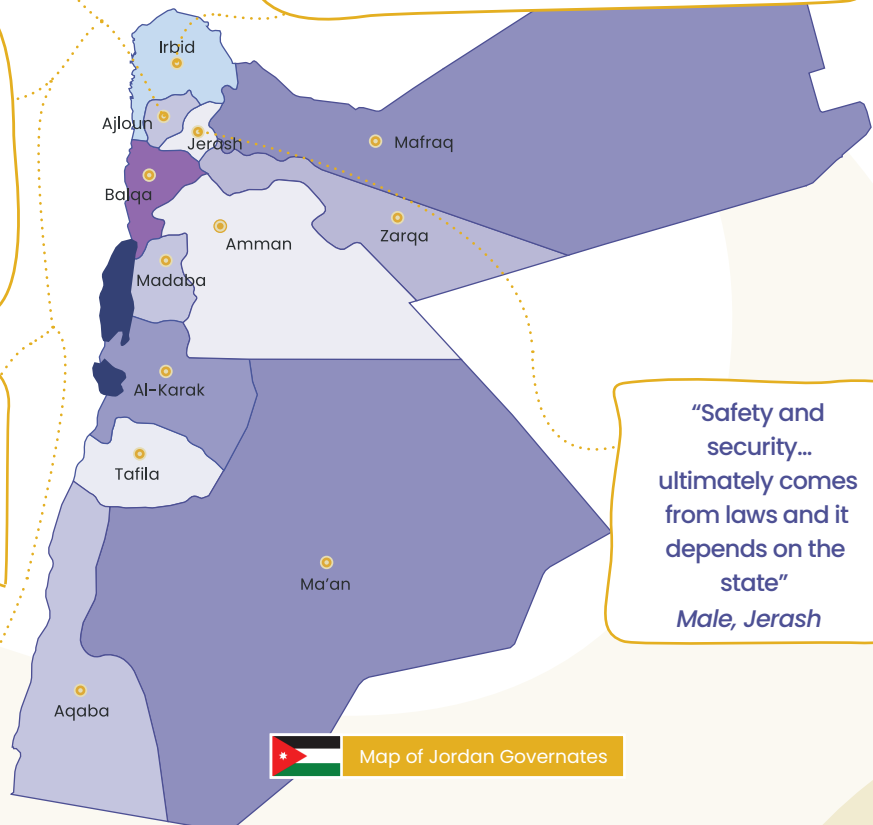 Irbid
Ajloun
Jerash
Mafraq
Balqa
Zarqa
Amman
Madaba
Al-Karak
Tafila
Ma’an
Aqaba
“Safety and
security...
ultimately comes
from laws and it
depends on the
state”
Male, Jerash
Map of Jordan Governates